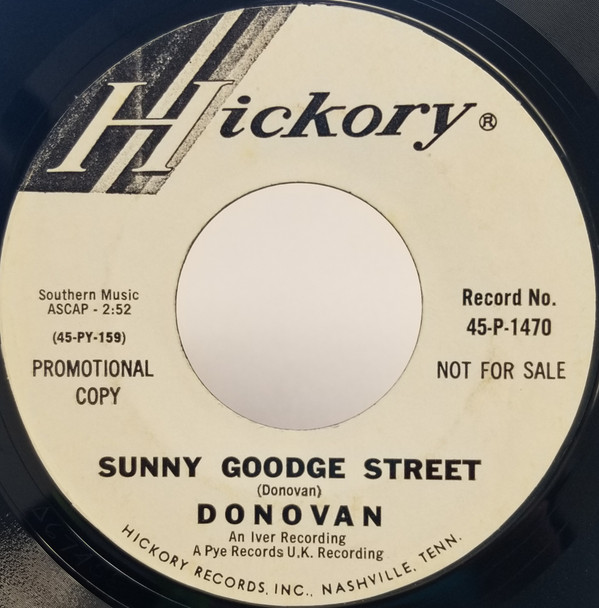 Hickory®
Southern Music
ASCAP - 2:52
(45-PY-159)
PROMOTIONAL
COPY
Record No.
45-P-1470
NOT FOR SALE
SUNNY GOODGE STREET
(Donovan)
DONOVAN
An Iver Recording
A Pye Records U.K. Recording
HICKORY RECORDS, INC., NASHVILLE, TENN.